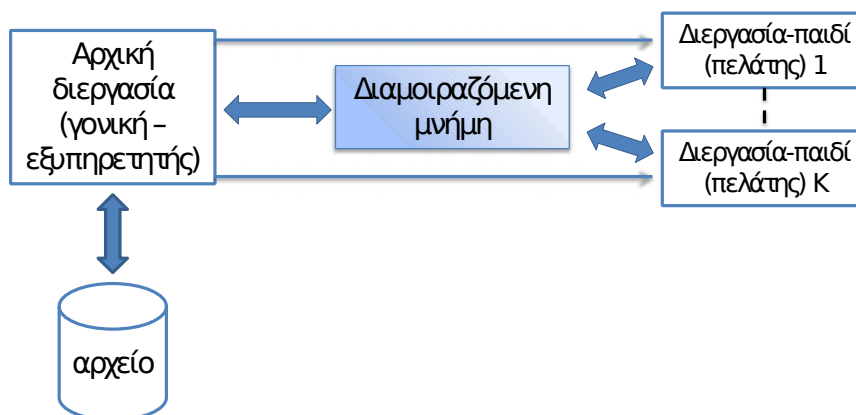 Αρχική
διεργασία
(γονική –
εξυπηρετητής)
Διαμοιραζόμενη
μνήμη
Διεργασία-παιδί
(πελάτης) 1
Διεργασία-παιδί
(πελάτης) Κ
αρχείο